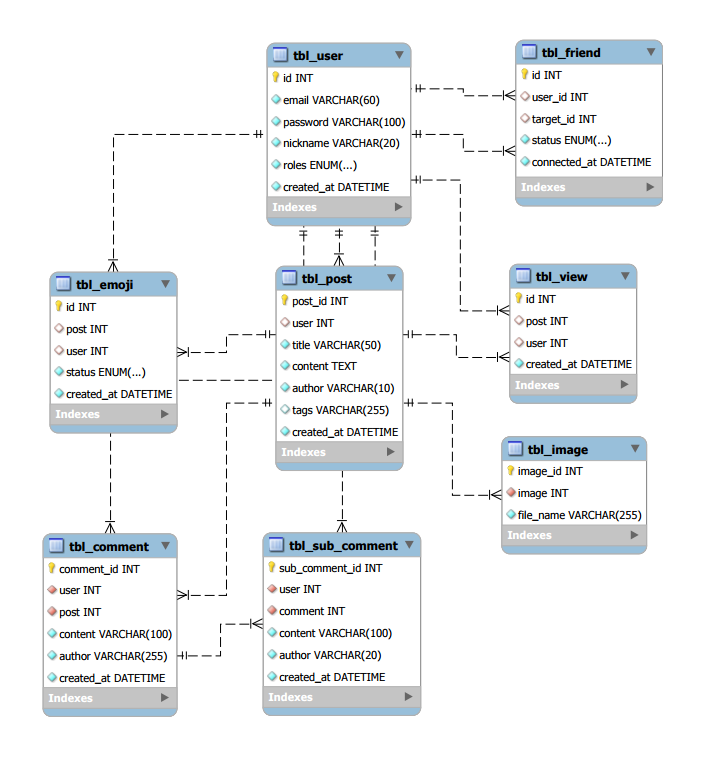 tbl_user
id INT
email VARCHAR(60)
password VARCHAR(100)
nickname VARCHAR(20)
roles ENUM(...)
created_at DATETIME
Indexes
tbl_friend
id INT
user_id INT
target_id INT
status ENUM(...)
connected_at DATETIME
Indexes
tbl_emoji
id INT
post INT
user INT
status ENUM(...)
created_at DATETIME
Indexes
tbl_post
post_id INT
user INT
title VARCHAR(50)
content TEXT
author VARCHAR(10)
tags VARCHAR(255)
created_at DATETIME
Indexes
tbl_view
id INT
post INT
user INT
created_at DATETIME
Indexes
tbl_image
image_id INT
image INT
file_name VARCHAR(255)
Indexes
tbl_comment
comment_id INT
user INT
post INT
content VARCHAR(100)
author VARCHAR(255)
created_at DATETIME
Indexes
tbl_sub_comment
sub_comment_id INT
user INT
comment INT
content VARCHAR(100)
author VARCHAR(20)
created_at DATETIME
Indexes